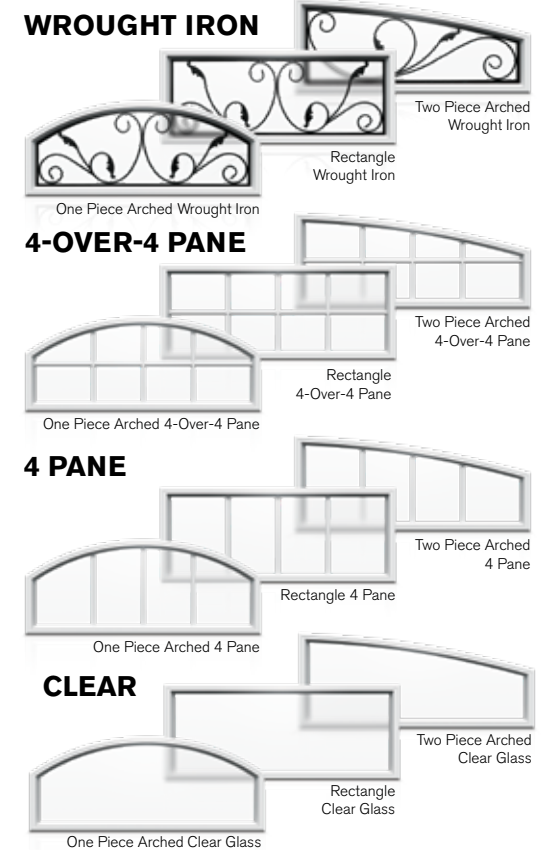 WROUGHT IRON
Two Piece Arched
Wrought Iron
Rectangle
Wrought Iron
One Piece Arched Wrought Iron
4-OVER-4 PANE
Two Piece Arched
4-Over-4 Pane
Rectangle
4-Over-4 Pane
One Piece Arched 4-Over-4 Pane
4 PANE
Two Piece Arched
4 Pane
Rectangle 4 Pane
One Piece Arched 4 Pane
CLEAR
Two Piece Arched
Clear Glass
Rectangle
Clear Glass
One Piece Arched Clear Glass